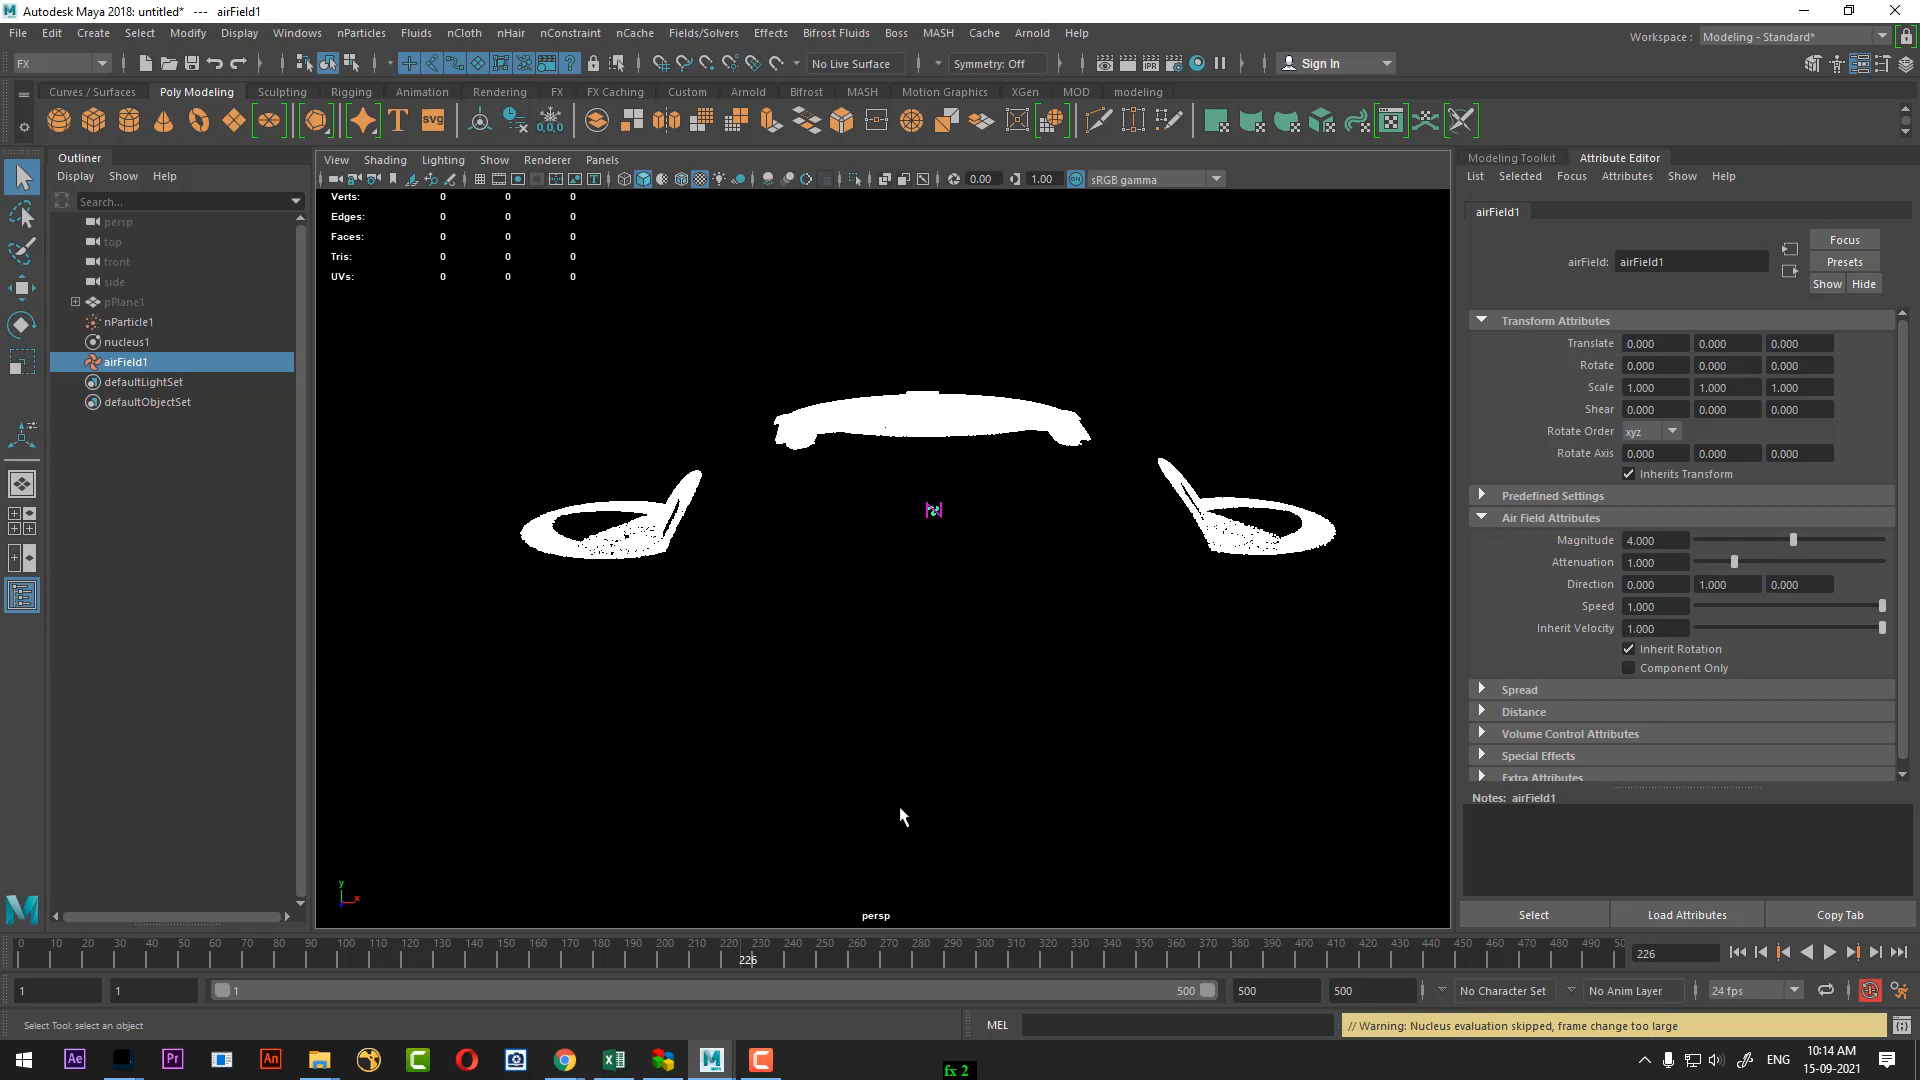 Autodesk Maya 2018: untitled* --- airField1
File Edit Create Select Modify Display Windows nParticles Fluids nCloth nHair nConstraint nCache Fields/Solvers Effects Bifrost Fluids Boss MASH Cache Arnold Help
Workspace : Modeling - Standard*
FX No Live Surface Symmetry: Off Sign In
Curves / Surfaces Poly Modeling Sculpting Rigging Animation Rendering FX FX Caching Custom Arnold Bifrost MASH Motion Graphics XGen MOD modeling
T svg 0,0,0
Outliner
Display Show Help
Search...
persp
top
front
side
pPlane1
nParticle1
nucleus1
airField1
defaultLightSet
defaultObjectSet
View Shading Lighting Show Renderer Panels
0.00 1.00 sRGB gamma
Verts: 0 0 0
Edges: 0 0 0
Faces: 0 0 0
Tris: 0 0 0
UVs: 0 0 0
y
x
persp
Modeling Toolkit Attribute Editor
List Selected Focus Attributes Show Help
airField1
airField: airField1
Focus
Presets
Show Hide
Transform Attributes
Translate 0.000 0.000 0.000
Rotate 0.000 0.000 0.000
Scale 1.000 1.000 1.000
Shear 0.000 0.000 0.000
Rotate Order xyz
Rotate Axis 0.000 0.000 0.000
Inherits Transform
Predefined Settings
Air Field Attributes
Magnitude 4.000
Attenuation 1.000
Direction 0.000 1.000 0.000
Speed 1.000
Inherit Velocity 1.000
Inherit Rotation
Component Only
Spread
Distance
Volume Control Attributes
Special Effects
Extra Attributes
Notes: airField1
Select Load Attributes Copy Tab
0 10 20 30 40 50 60 70 80 90 100 110 120 130 140 150 160 170 180 190 200 210 220 230 240 250 260 270 280 290 300 310 320 330 340 350 360 370 380 390 400 410 420 430 440 450 460 470 480 490 50
226
226
1 1 1 500 500 500 No Character Set No Anim Layer 24 fps
Select Tool: select an object
MEL
// Warning: Nucleus evaluation skipped, frame change too large
Ae Pr An
fx 2
ENG
10:14 AM
15-09-2021